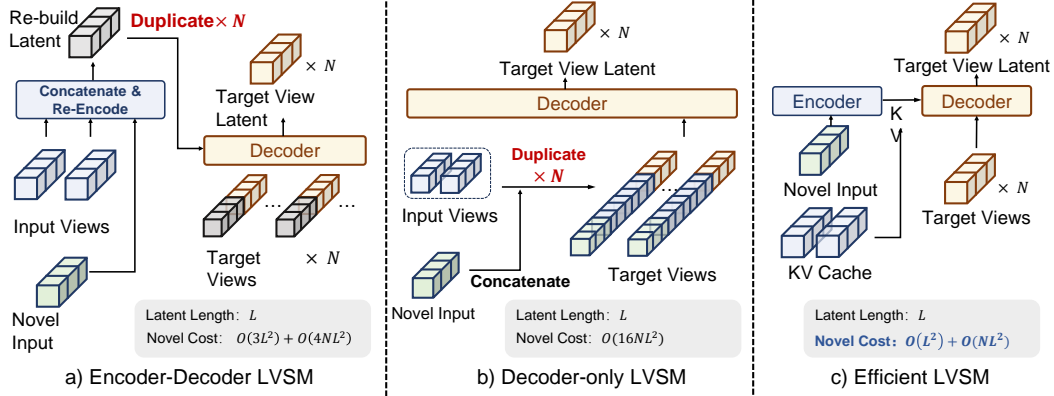 Re-build
Latent
Duplicate× N
Concatenate &
Re-Encode
× N
Target View
Latent
Decoder
Input Views
... ...
Target
Views
× N
Novel
Input
Latent Length: L
Novel Cost: O(3L²) + O(4NL²)
a) Encoder-Decoder LVSM
× N
Target View Latent
Decoder
Duplicate
× N
Input Views
... ...
Concatenate
Novel Input
Target Views
Latent Length: L
Novel Cost: O(16NL²)
b) Decoder-only LVSM
× N
Target View Latent
Encoder
K
V
Decoder
Novel Input
× N
Target Views
KV Cache
Latent Length: L
Novel Cost: O(L²) + O(NL²)
c) Efficient LVSM